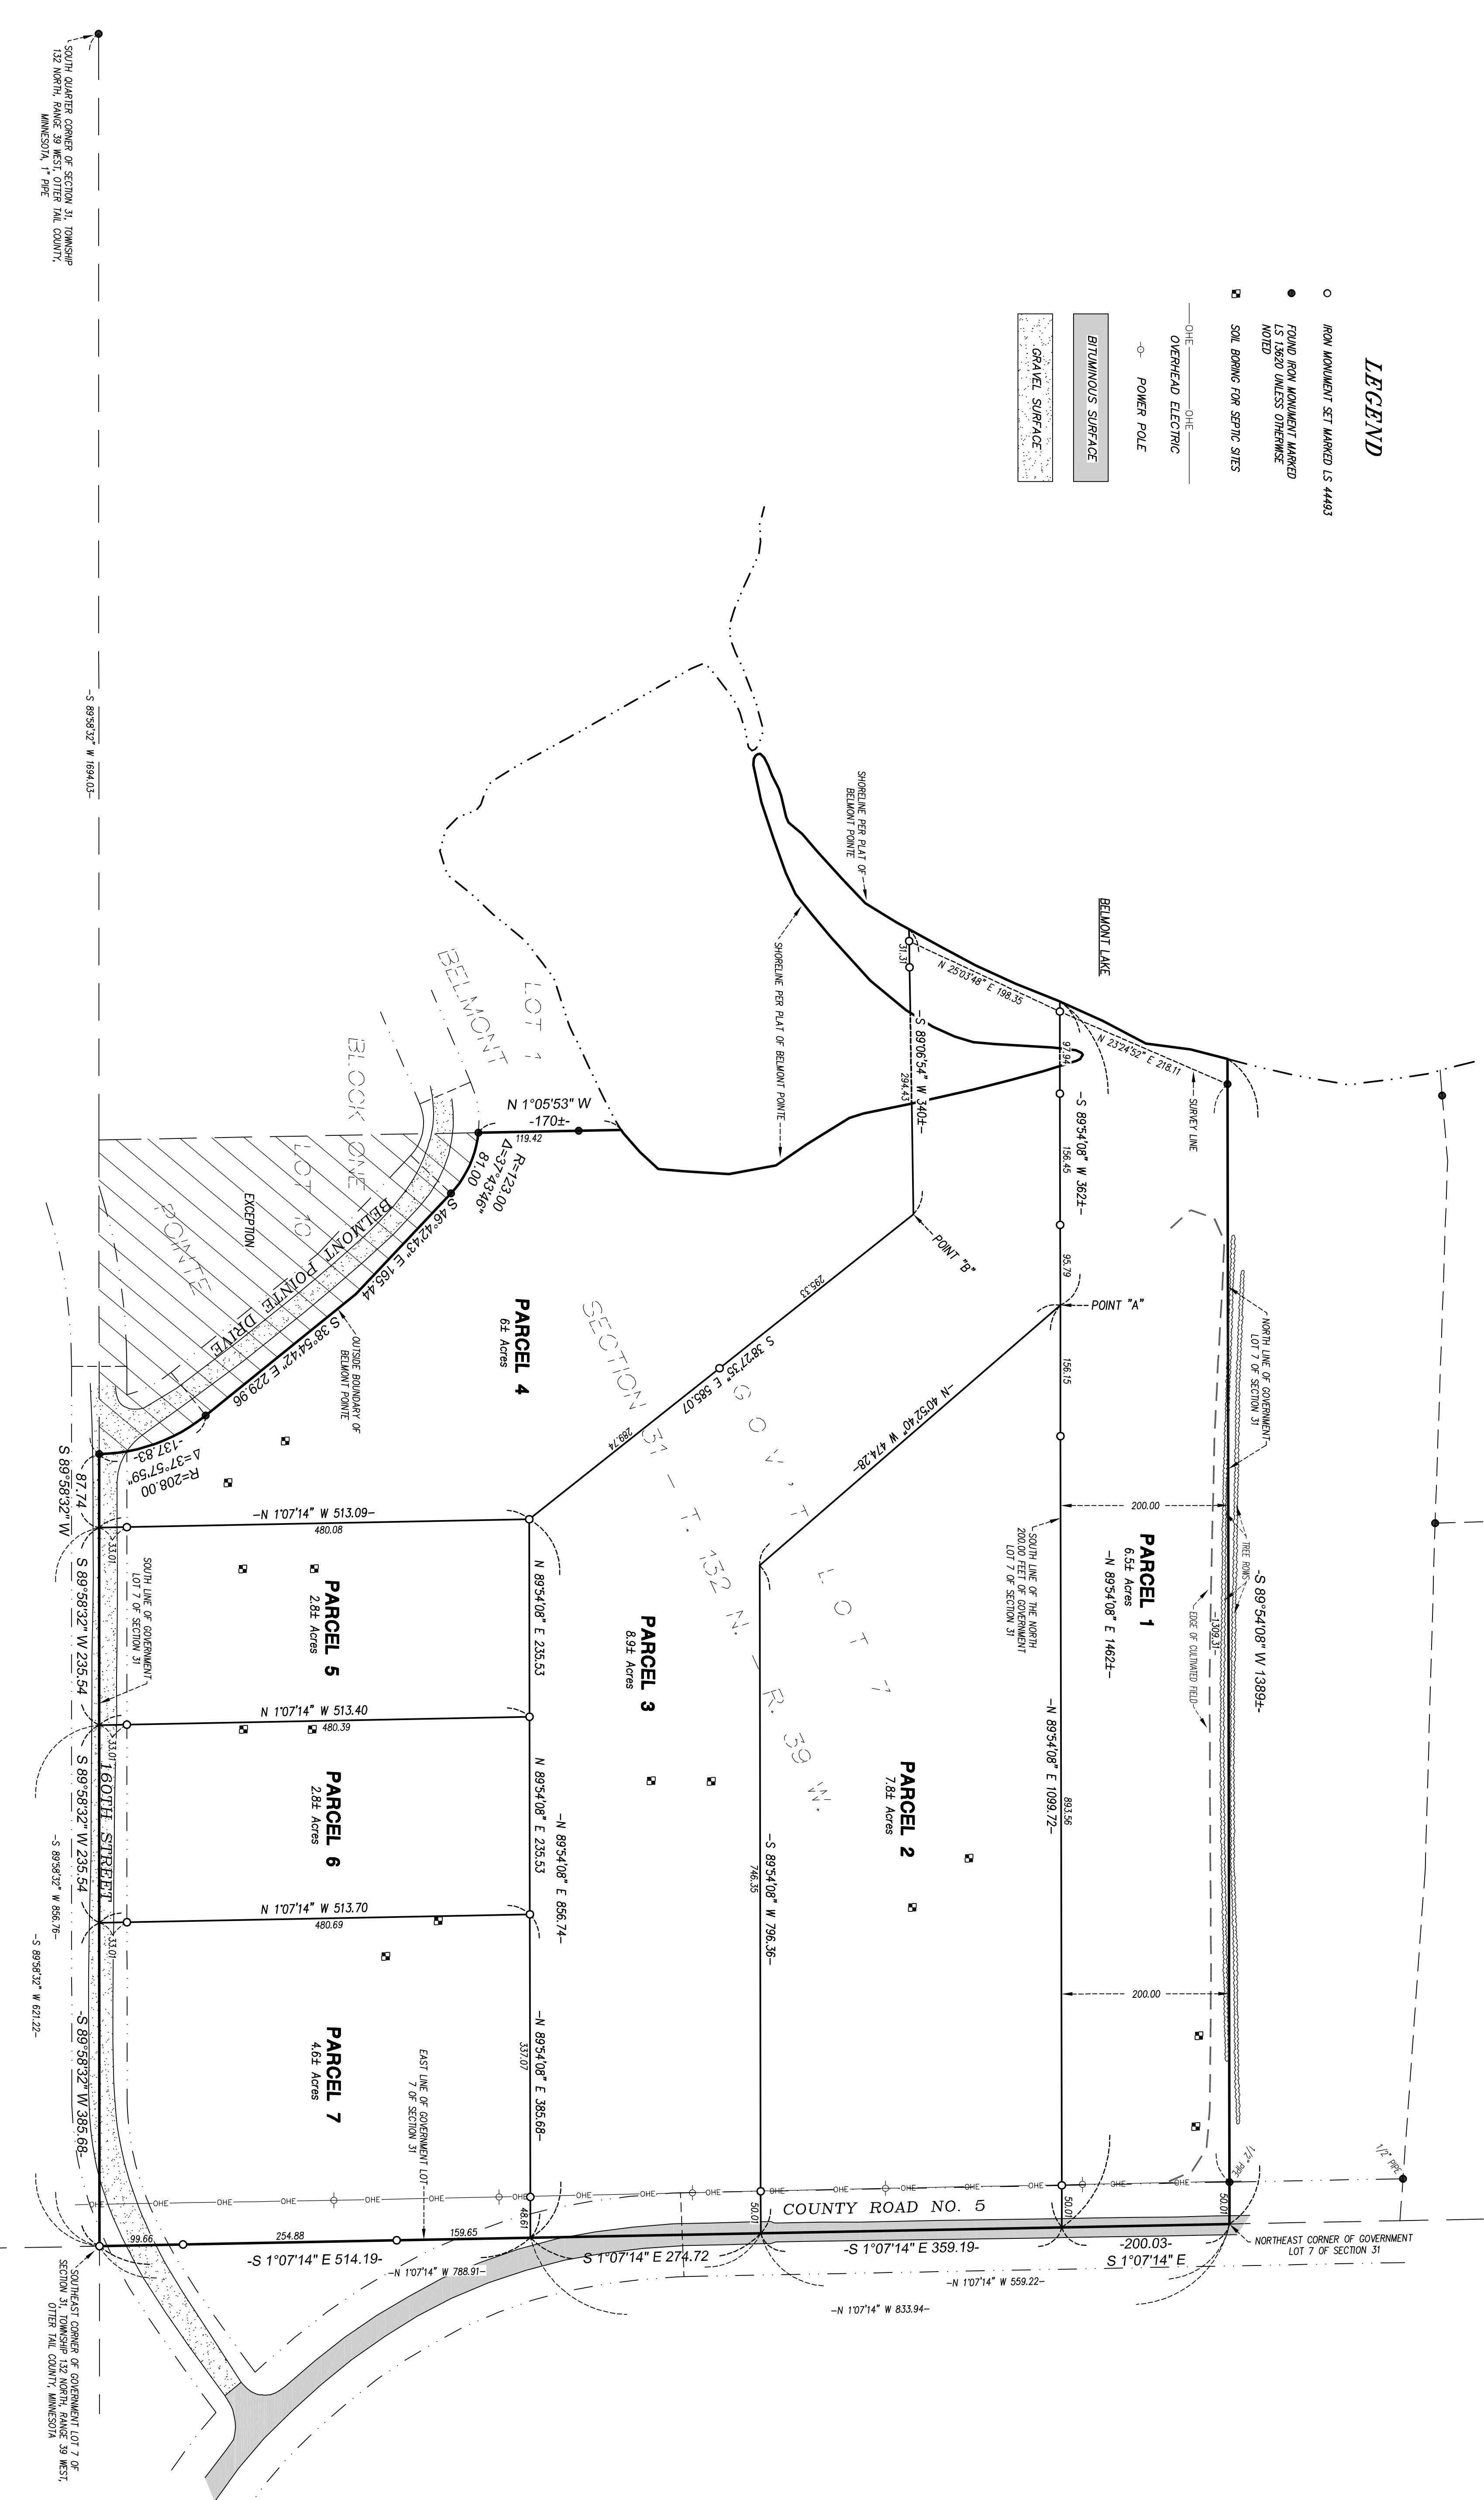 LEGEND
IRON MONUMENT SET MARKED LS 44493
FOUND IRON MONUMENT MARKED
LS 13620 UNLESS OTHERWISE
NOTED
SOIL BORING FOR SEPTIC SITES
OHE
OHE
OVERHEAD ELECTRIC
POWER POLE
BITUMINOUS SURFACE
GRAVEL SURFACE
SOUTH QUARTER CORNER OF SECTION 31, TOWNSHIP
132 NORTH, RANGE 39 WEST, OTTER TAIL COUNTY,
MINNESOTA, 1" PIPE
-S 89°58'32" W 1694.03-
SHORELINE PER PLAT OF
BELMONT POINTE
BELMONT LAKE
SHORELINE PER PLAT OF BELMONT POINTE
31.31
-S 89°06'54" W 340±-
294.43
N 25°03'48" E 198.35
N 23°24'52" E 218.11
SURVEY LINE
97.94
-S 89°54'08" W 362±-
156.45
95.79
POINT "A"
POINT "B"
156.15
NORTH LINE OF GOVERNMENT
LOT 7 OF SECTION 31
TREE ROWS
-S 89°54'08" W 1389±-
-1309.31-
EDGE OF CULTIVATED FIELD
200.00
PARCEL 1
6.5± Acres
-N 89°54'08" E 1462±-
SOUTH LINE OF THE NORTH
200.00 FEET OF GOVERNMENT
LOT 7 OF SECTION 31
-N 89°54'08" E 1099.72-
893.56
200.00
LOT 1
BELMONT
BLOCK ONE
LOT 10
POINTE
EXCEPTION
BELMONT POINTE DRIVE
N 1°05'53" W
-170±-
119.42
R=123.00
Δ=37°43'46"
81.00
S 46°42'43" E 165.44
S 38°54'42" E 229.96
OUTSIDE BOUNDARY OF
BELMONT POINTE
-137.83-
Δ=37°57'59"
R=208.00
PARCEL 4
6± Acres
295.33
S 38°27'35" E 585.07
289.74
-N 40°52'40" W 474.28-
GOV'T LOT 7
SECTION 31 - T. 132 N. - R. 39 W.
87.74
S 89°58'32" W
-N 1°07'14" W 513.09-
480.08
33.01
SOUTH LINE OF GOVERNMENT
LOT 7 OF SECTION 31
PARCEL 5
2.8± Acres
N 89°54'08" E 235.53
S 89°58'32" W 235.54
N 1°07'14" W 513.40
480.39
33.01
PARCEL 3
8.9± Acres
PARCEL 2
7.8± Acres
-S 89°54'08" W 796.36-
746.35
PARCEL 6
2.8± Acres
N 89°54'08" E 235.53
-N 89°54'08" E 856.74-
160TH STREET
S 89°58'32" W 235.54
-S 89°58'32" W 856.76-
-S 89°58'32" W 621.22-
N 1°07'14" W 513.70
480.69
33.01
PARCEL 7
4.6± Acres
-N 89°54'08" E 385.68-
337.07
-S 89°58'32" W 385.68-
EAST LINE OF GOVERNMENT LOT
7 OF SECTION 31
1/2" PIPE
1/2" PIPE
OHE
OHE
OHE
OHE
OHE
OHE
OHE
OHE
OHE
OHE
OHE
OHE
OHE
OHE
COUNTY ROAD NO. 5
48.61
50.01
50.01
50.01
99.66
254.88
159.65
-S 1°07'14" E 514.19-
S 1°07'14" E 274.72
-S 1°07'14" E 359.19-
-200.03-
S 1°07'14" E
-N 1°07'14" W 788.91-
-N 1°07'14" W 559.22-
-N 1°07'14" W 833.94-
NORTHEAST CORNER OF GOVERNMENT
LOT 7 OF SECTION 31
SOUTHEAST CORNER OF GOVERNMENT LOT 7 OF
SECTION 31, TOWNSHIP 132 NORTH, RANGE 39 WEST,
OTTER TAIL COUNTY, MINNESOTA